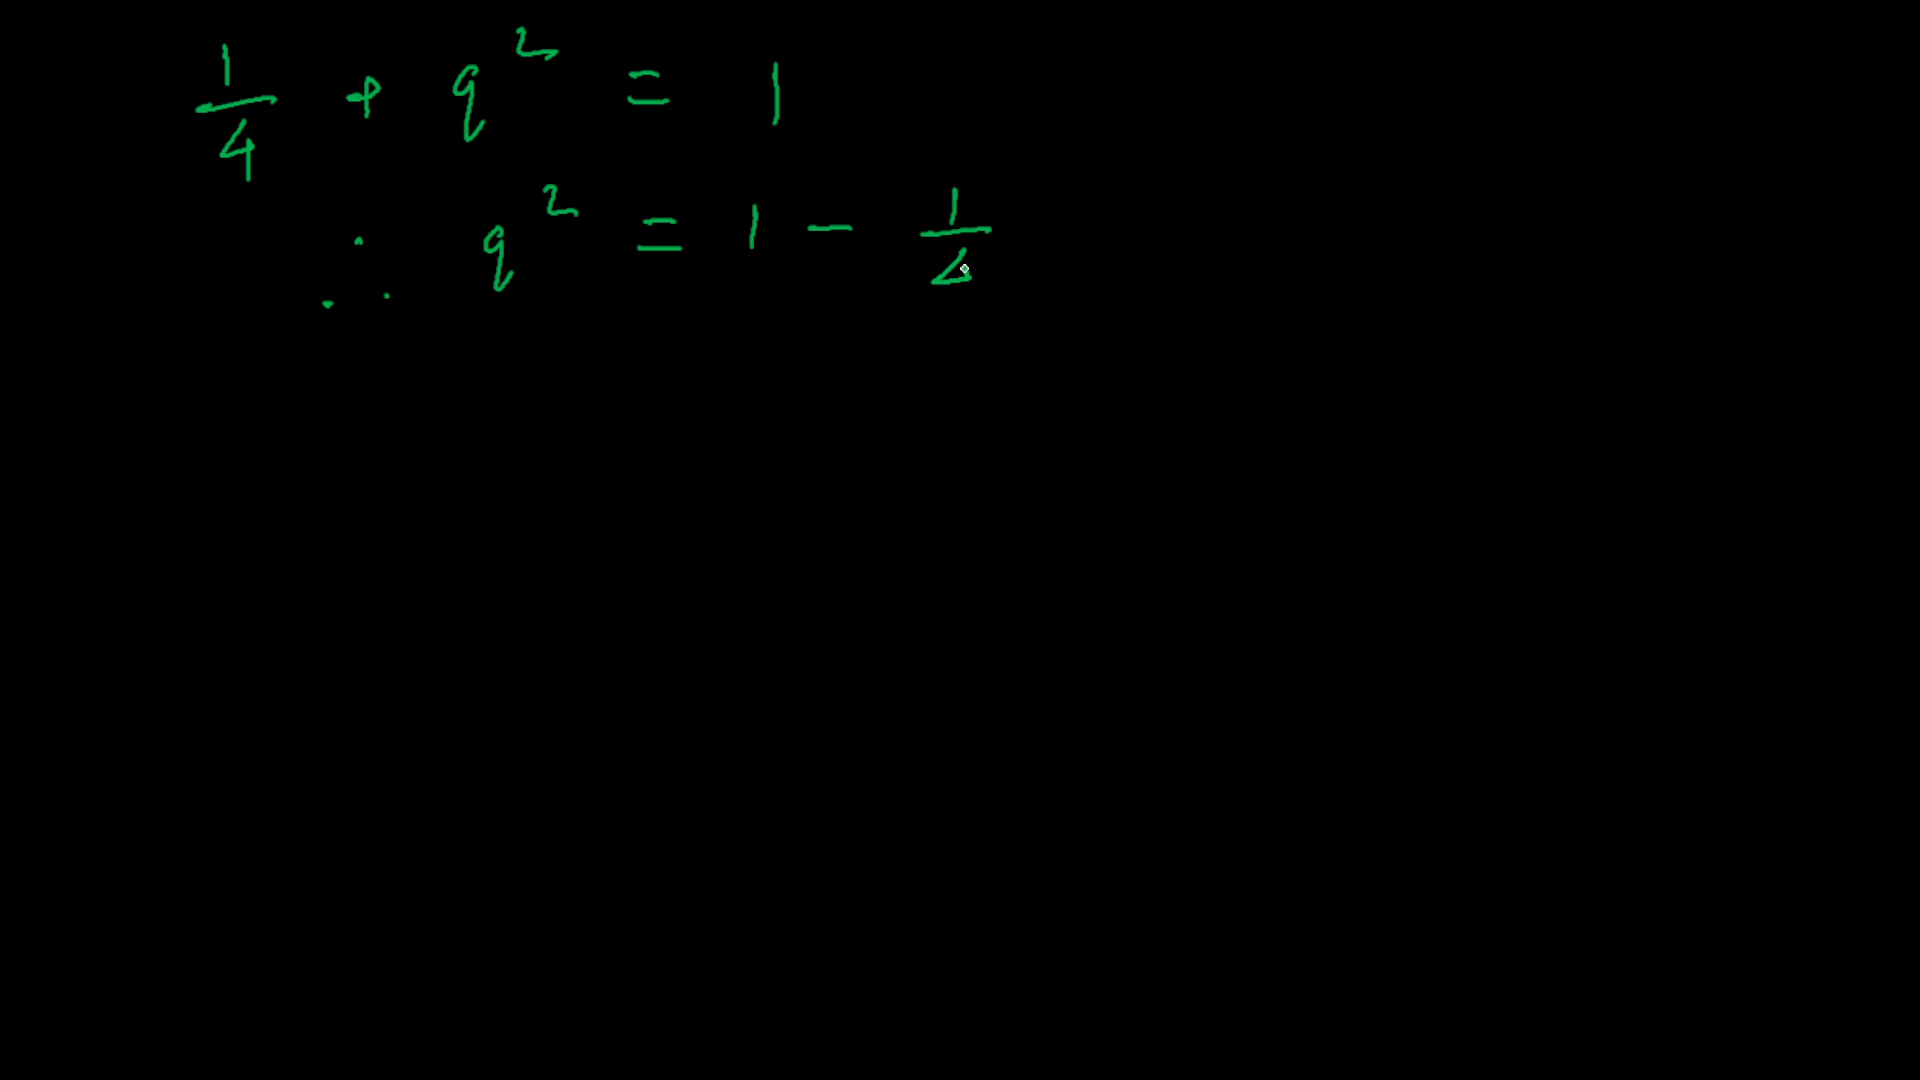 1/4 + q² = 1
∴ q² = 1 - 1/4